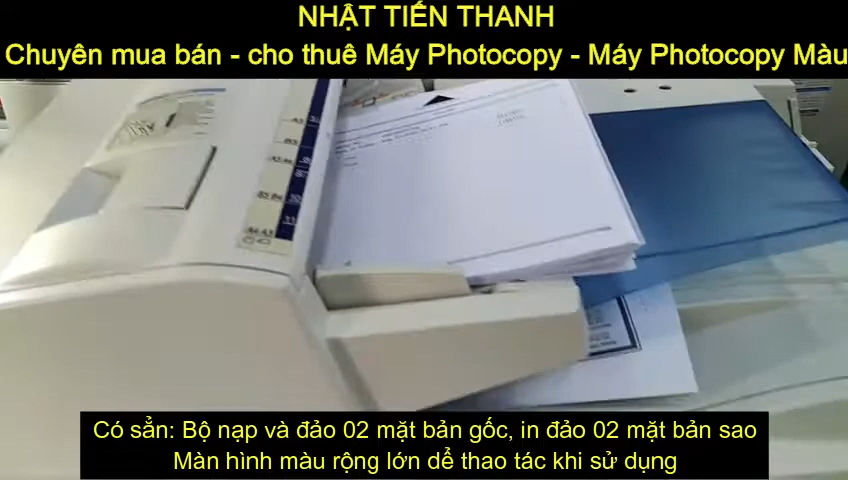 NHẬT TIẾN THANH
Chuyên mua bán - cho thuê Máy Photocopy - Máy Photocopy Màu
Có sẳn: Bộ nạp và đảo 02 mặt bản gốc, in đảo 02 mặt bản sao
Màn hình màu rộng lớn dể thao tác khi sử dụng